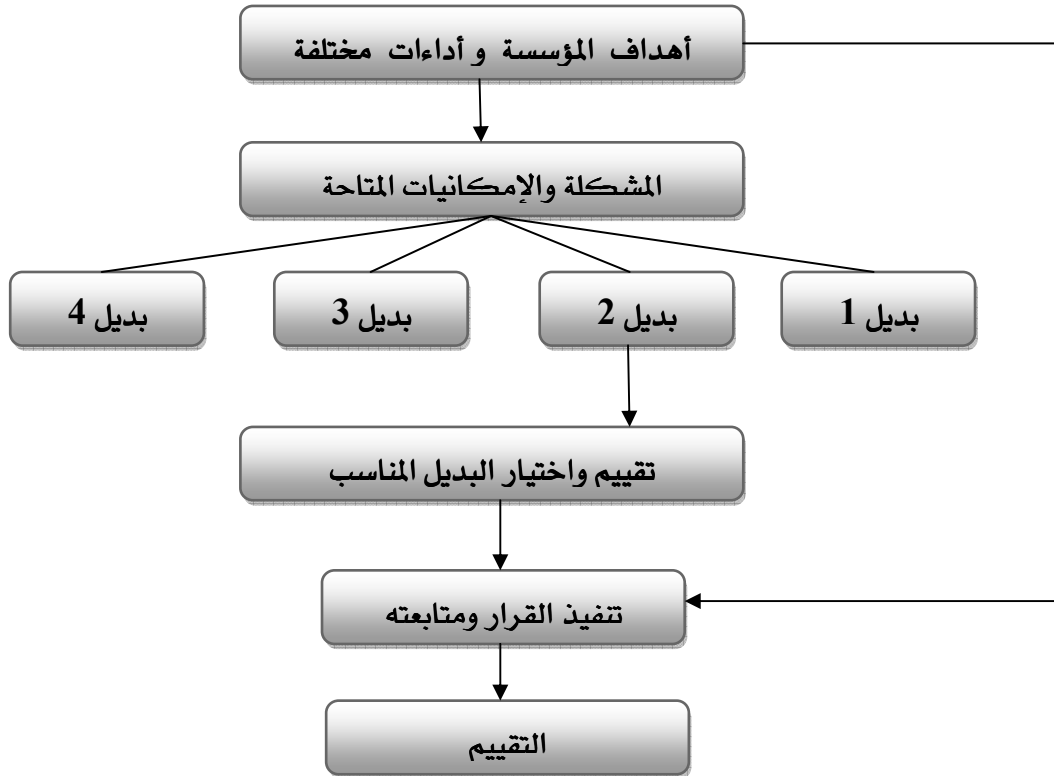 أهداف المؤسسة و أداءات مختلفة
المشكلة والإمكانيات المتاحة
بديل 1
بديل 2
بديل 3
بديل 4
تقييم واختيار البديل المناسب
تنفيذ القرار ومتابعته
التقييم